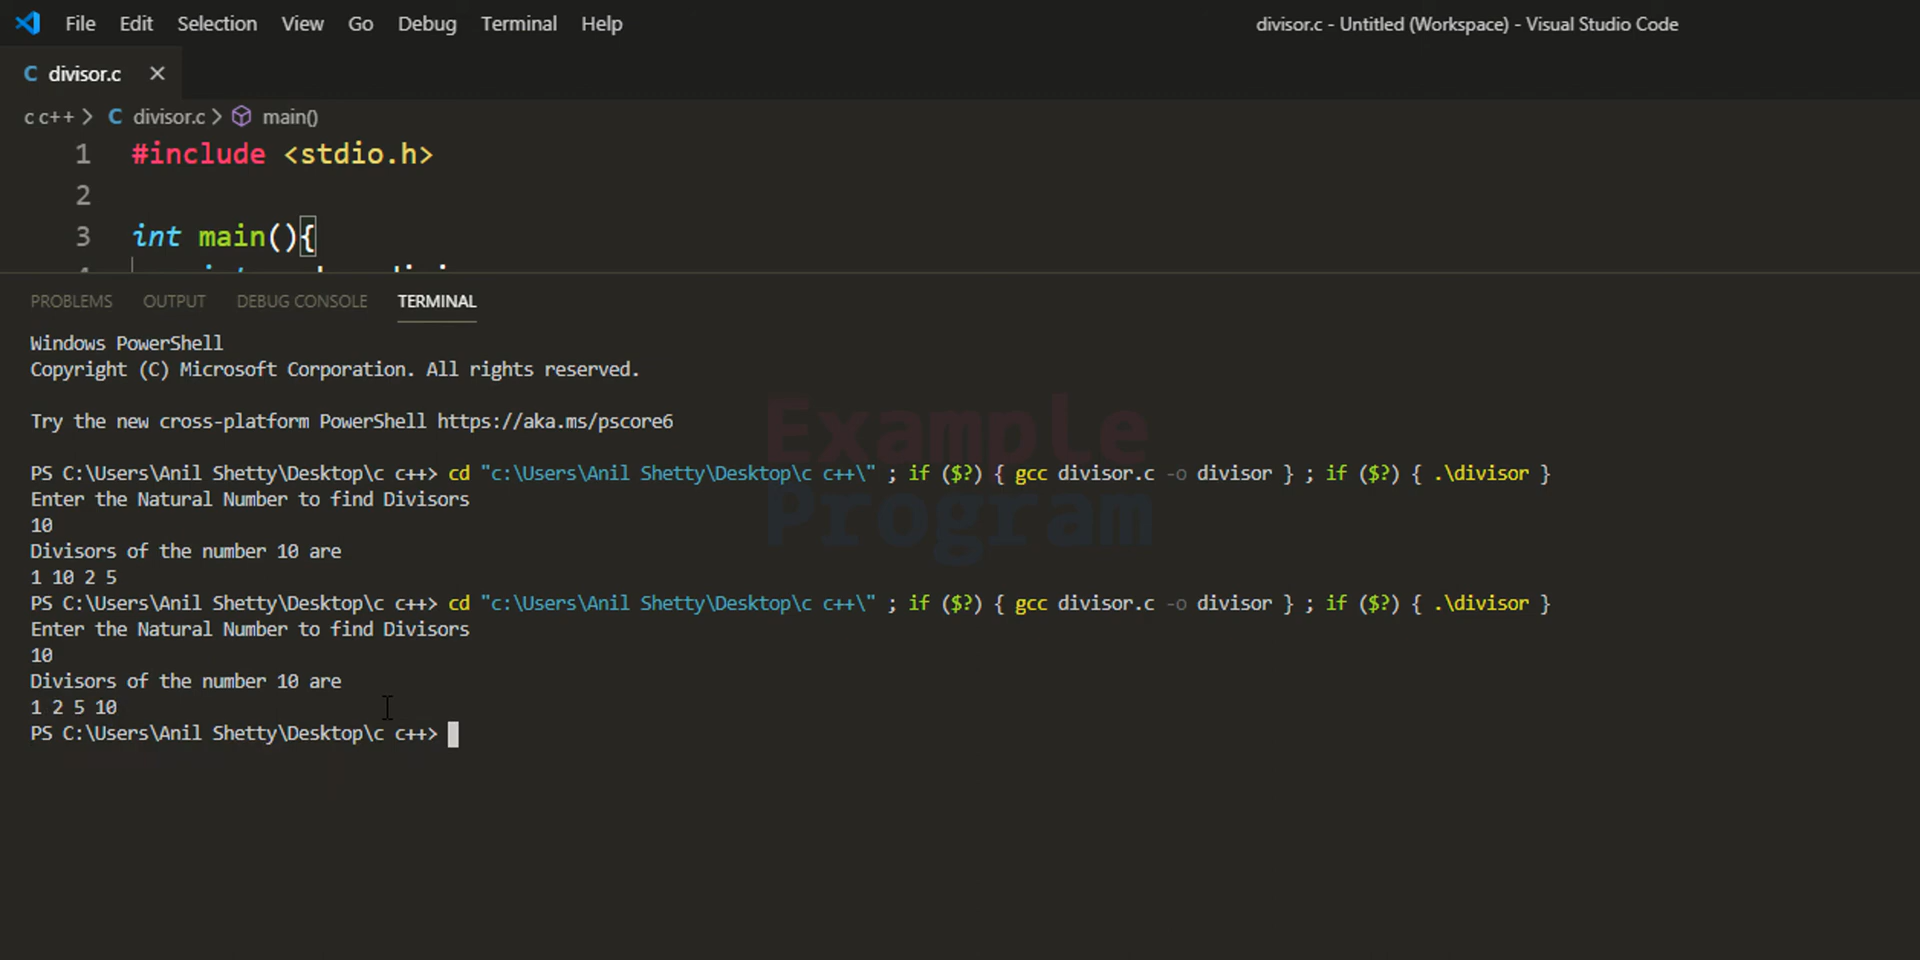 File Edit Selection View Go Debug Terminal Help divisor.c - Untitled (Workspace) - Visual Studio Code
C divisor.c ×
c c++ > C divisor.c > main()
1 #include <stdio.h>
2
3 int main(){
PROBLEMS OUTPUT DEBUG CONSOLE TERMINAL
Windows PowerShell
Copyright (C) Microsoft Corporation. All rights reserved.
Try the new cross-platform PowerShell https://aka.ms/pscore6
Example
Program
PS C:\Users\Anil Shetty\Desktop\c c++> cd "c:\Users\Anil Shetty\Desktop\c c++\" ; if ($?) { gcc divisor.c -o divisor } ; if ($?) { .\divisor }
Enter the Natural Number to find Divisors
10
Divisors of the number 10 are
1 10 2 5
PS C:\Users\Anil Shetty\Desktop\c c++> cd "c:\Users\Anil Shetty\Desktop\c c++\" ; if ($?) { gcc divisor.c -o divisor } ; if ($?) { .\divisor }
Enter the Natural Number to find Divisors
10
Divisors of the number 10 are
1 2 5 10
PS C:\Users\Anil Shetty\Desktop\c c++>